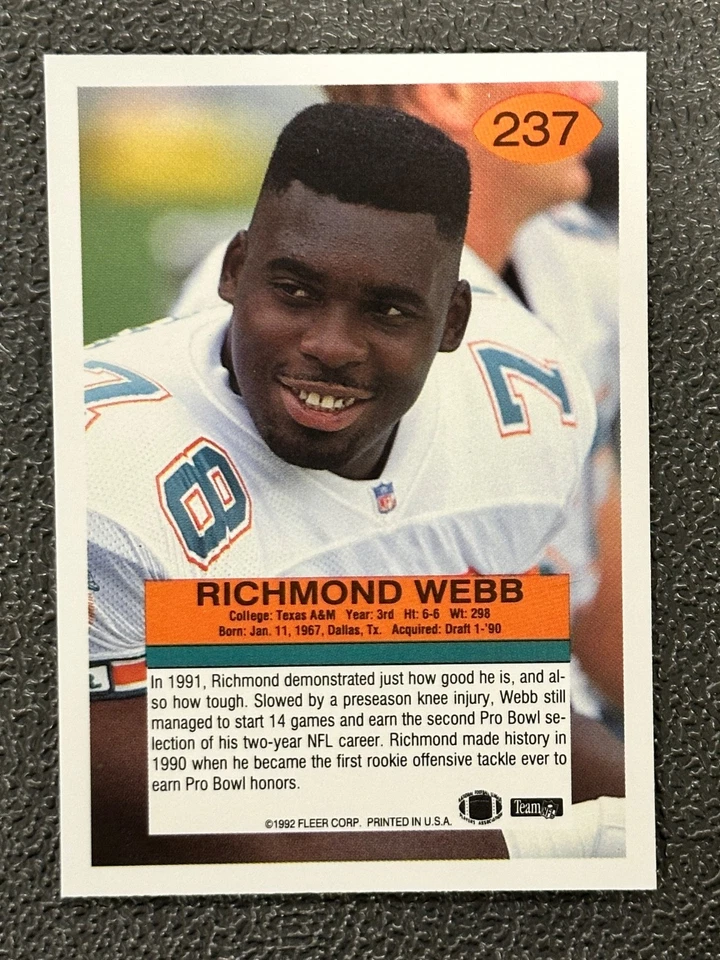 237
7
7
8
RICHMOND WEBB
College: Texas A&M Year: 3rd Ht: 6-6 Wt: 298
Born: Jan. 11, 1967, Dallas, Tx. Acquired: Draft 1-'90
In 1991, Richmond demonstrated just how good he is, and al-
so how tough. Slowed by a preseason knee injury, Webb still
managed to start 14 games and earn the second Pro Bowl se-
lection of his two-year NFL career. Richmond made history in
1990 when he became the first rookie offensive tackle ever to
earn Pro Bowl honors.
©1992 FLEER CORP. PRINTED IN U.S.A.
Team NFL